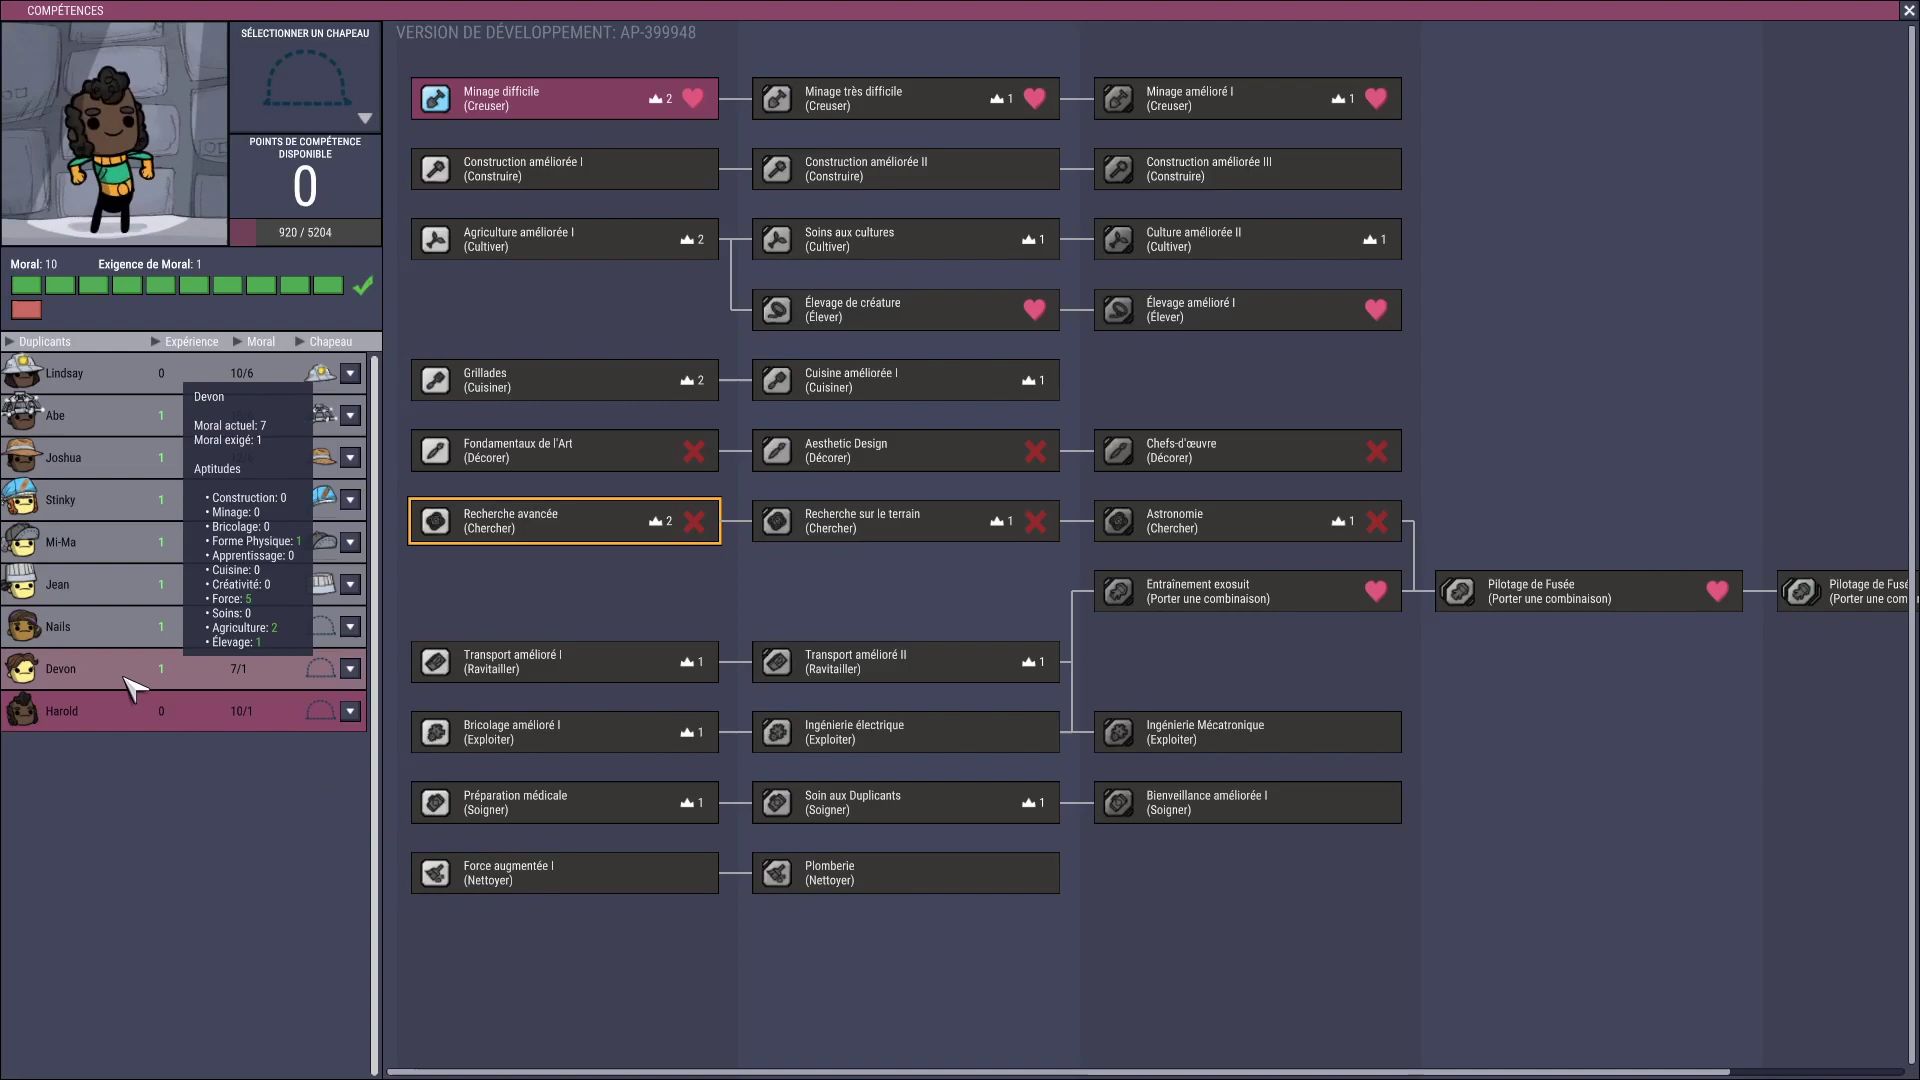 COMPÉTENCES
SÉLECTIONNER UN CHAPEAU
POINTS DE COMPÉTENCE
DISPONIBLE
0
920 / 5204
Moral: 10
Exigence de Moral: 1
Duplicants
Expérience
Moral
Chapeau
Lindsay
0
10/6
Abe
1
Joshua
1
Stinky
1
Mi-Ma
1
Jean
1
Nails
1
Devon
1
7/1
Harold
0
10/1
Devon
Moral actuel: 7
Moral exigé: 1
Aptitudes
• Construction: 0
• Minage: 0
• Bricolage: 0
• Forme Physique: 1
• Apprentissage: 0
• Cuisine: 0
• Créativité: 0
• Force: 5
• Soins: 0
• Agriculture: 2
• Élevage: 1
VERSION DE DÉVELOPPEMENT: AP-399948
Minage difficile
(Creuser)
2
Minage très difficile
(Creuser)
1
Minage amélioré I
(Creuser)
1
Construction améliorée I
(Construire)
Construction améliorée II
(Construire)
Construction améliorée III
(Construire)
Agriculture améliorée I
(Cultiver)
2
Soins aux cultures
(Cultiver)
1
Culture améliorée II
(Cultiver)
1
Élevage de créature
(Élever)
Élevage amélioré I
(Élever)
Grillades
(Cuisiner)
2
Cuisine améliorée I
(Cuisiner)
1
Fondamentaux de l'Art
(Décorer)
Aesthetic Design
(Décorer)
Chefs-d'œuvre
(Décorer)
Recherche avancée
(Chercher)
2
Recherche sur le terrain
(Chercher)
1
Astronomie
(Chercher)
1
Entraînement exosuit
(Porter une combinaison)
Pilotage de Fusée
(Porter une combinaison)
Pilotage de Fusé
(Porter une com
Transport amélioré I
(Ravitailler)
1
Transport amélioré II
(Ravitailler)
1
Bricolage amélioré I
(Exploiter)
1
Ingénierie électrique
(Exploiter)
Ingénierie Mécatronique
(Exploiter)
Préparation médicale
(Soigner)
1
Soin aux Duplicants
(Soigner)
1
Bienveillance améliorée I
(Soigner)
Force augmentée I
(Nettoyer)
Plomberie
(Nettoyer)